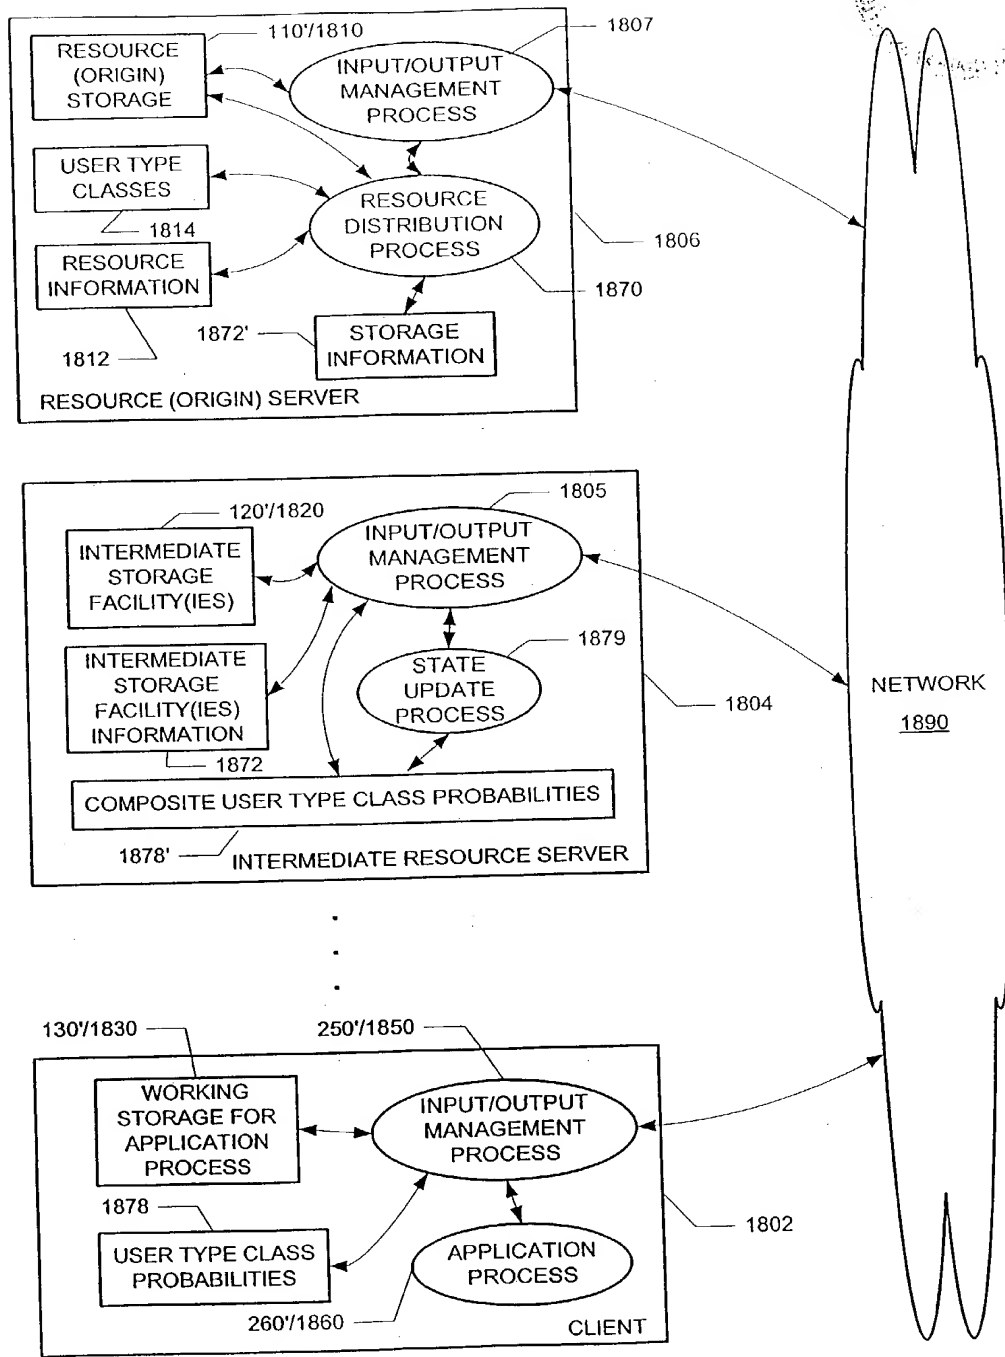 110'/1810
1807
RESOURCE
(ORIGIN)
STORAGE
INPUT/OUTPUT
MANAGEMENT
PROCESS
USER TYPE
CLASSES
1814
RESOURCE
DISTRIBUTION
PROCESS
1806
RESOURCE
INFORMATION
1870
1812
1872'
STORAGE
INFORMATION
RESOURCE (ORIGIN) SERVER
120'/1820
1805
INTERMEDIATE
STORAGE
FACILITY(IES)
INPUT/OUTPUT
MANAGEMENT
PROCESS
INTERMEDIATE
STORAGE
FACILITY(IES)
INFORMATION
1872
STATE
UPDATE
PROCESS
1879
1804
COMPOSITE USER TYPE CLASS PROBABILITIES
1878'
INTERMEDIATE RESOURCE SERVER
NETWORK
1890
130'/1830
250'/1850
WORKING
STORAGE FOR
APPLICATION
PROCESS
INPUT/OUTPUT
MANAGEMENT
PROCESS
1878
1802
USER TYPE CLASS
PROBABILITIES
APPLICATION
PROCESS
260'/1860
CLIENT